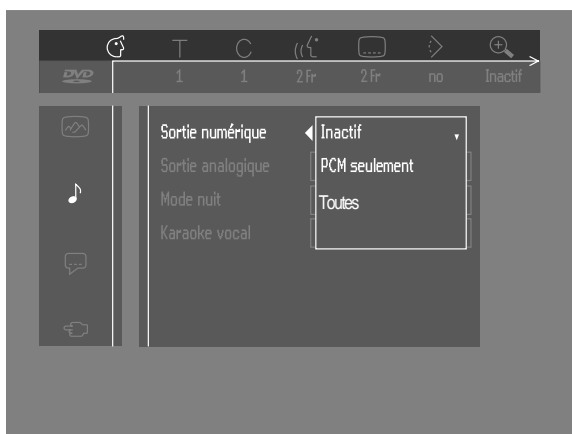 T C
DVD 1 1 2 Fr 2 Fr no Inactif
Sortie numérique Inactif
Sortie analogique PCM seulement
Mode nuit Toutes
Karaoke vocal